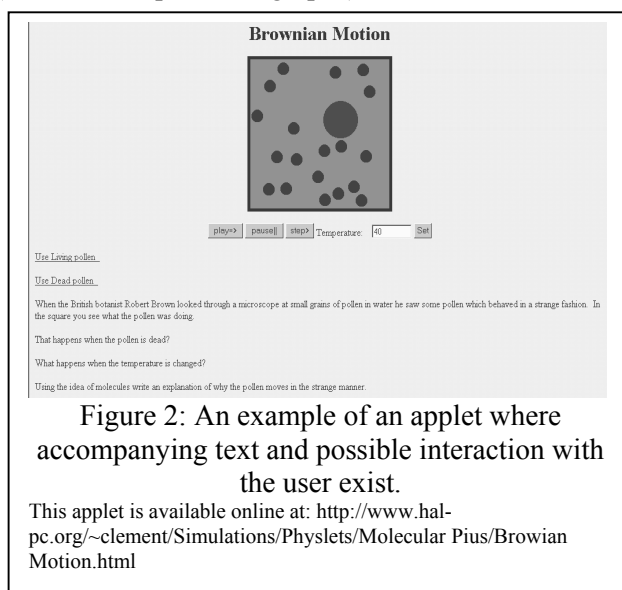 Brownian Motion
play=> pause|| step> Temperature: 40 Set
Use Living pollen
Use Dead pollen
When the British botanist Robert Brown looked through a microscope at small grains of pollen in water he saw some pollen which behaved in a strange fashion. In
the square you see what the pollen was doing.
That happens when the pollen is dead?
What happens when the temperature is changed?
Using the idea of molecules write an explanation of why the pollen moves in the strange manner.
Figure 2: An example of an applet where
accompanying text and possible interaction with
the user exist.
This applet is available online at: http://www.hal-
pc.org/~clement/Simulations/Physlets/Molecular Pius/Browian
Motion.html